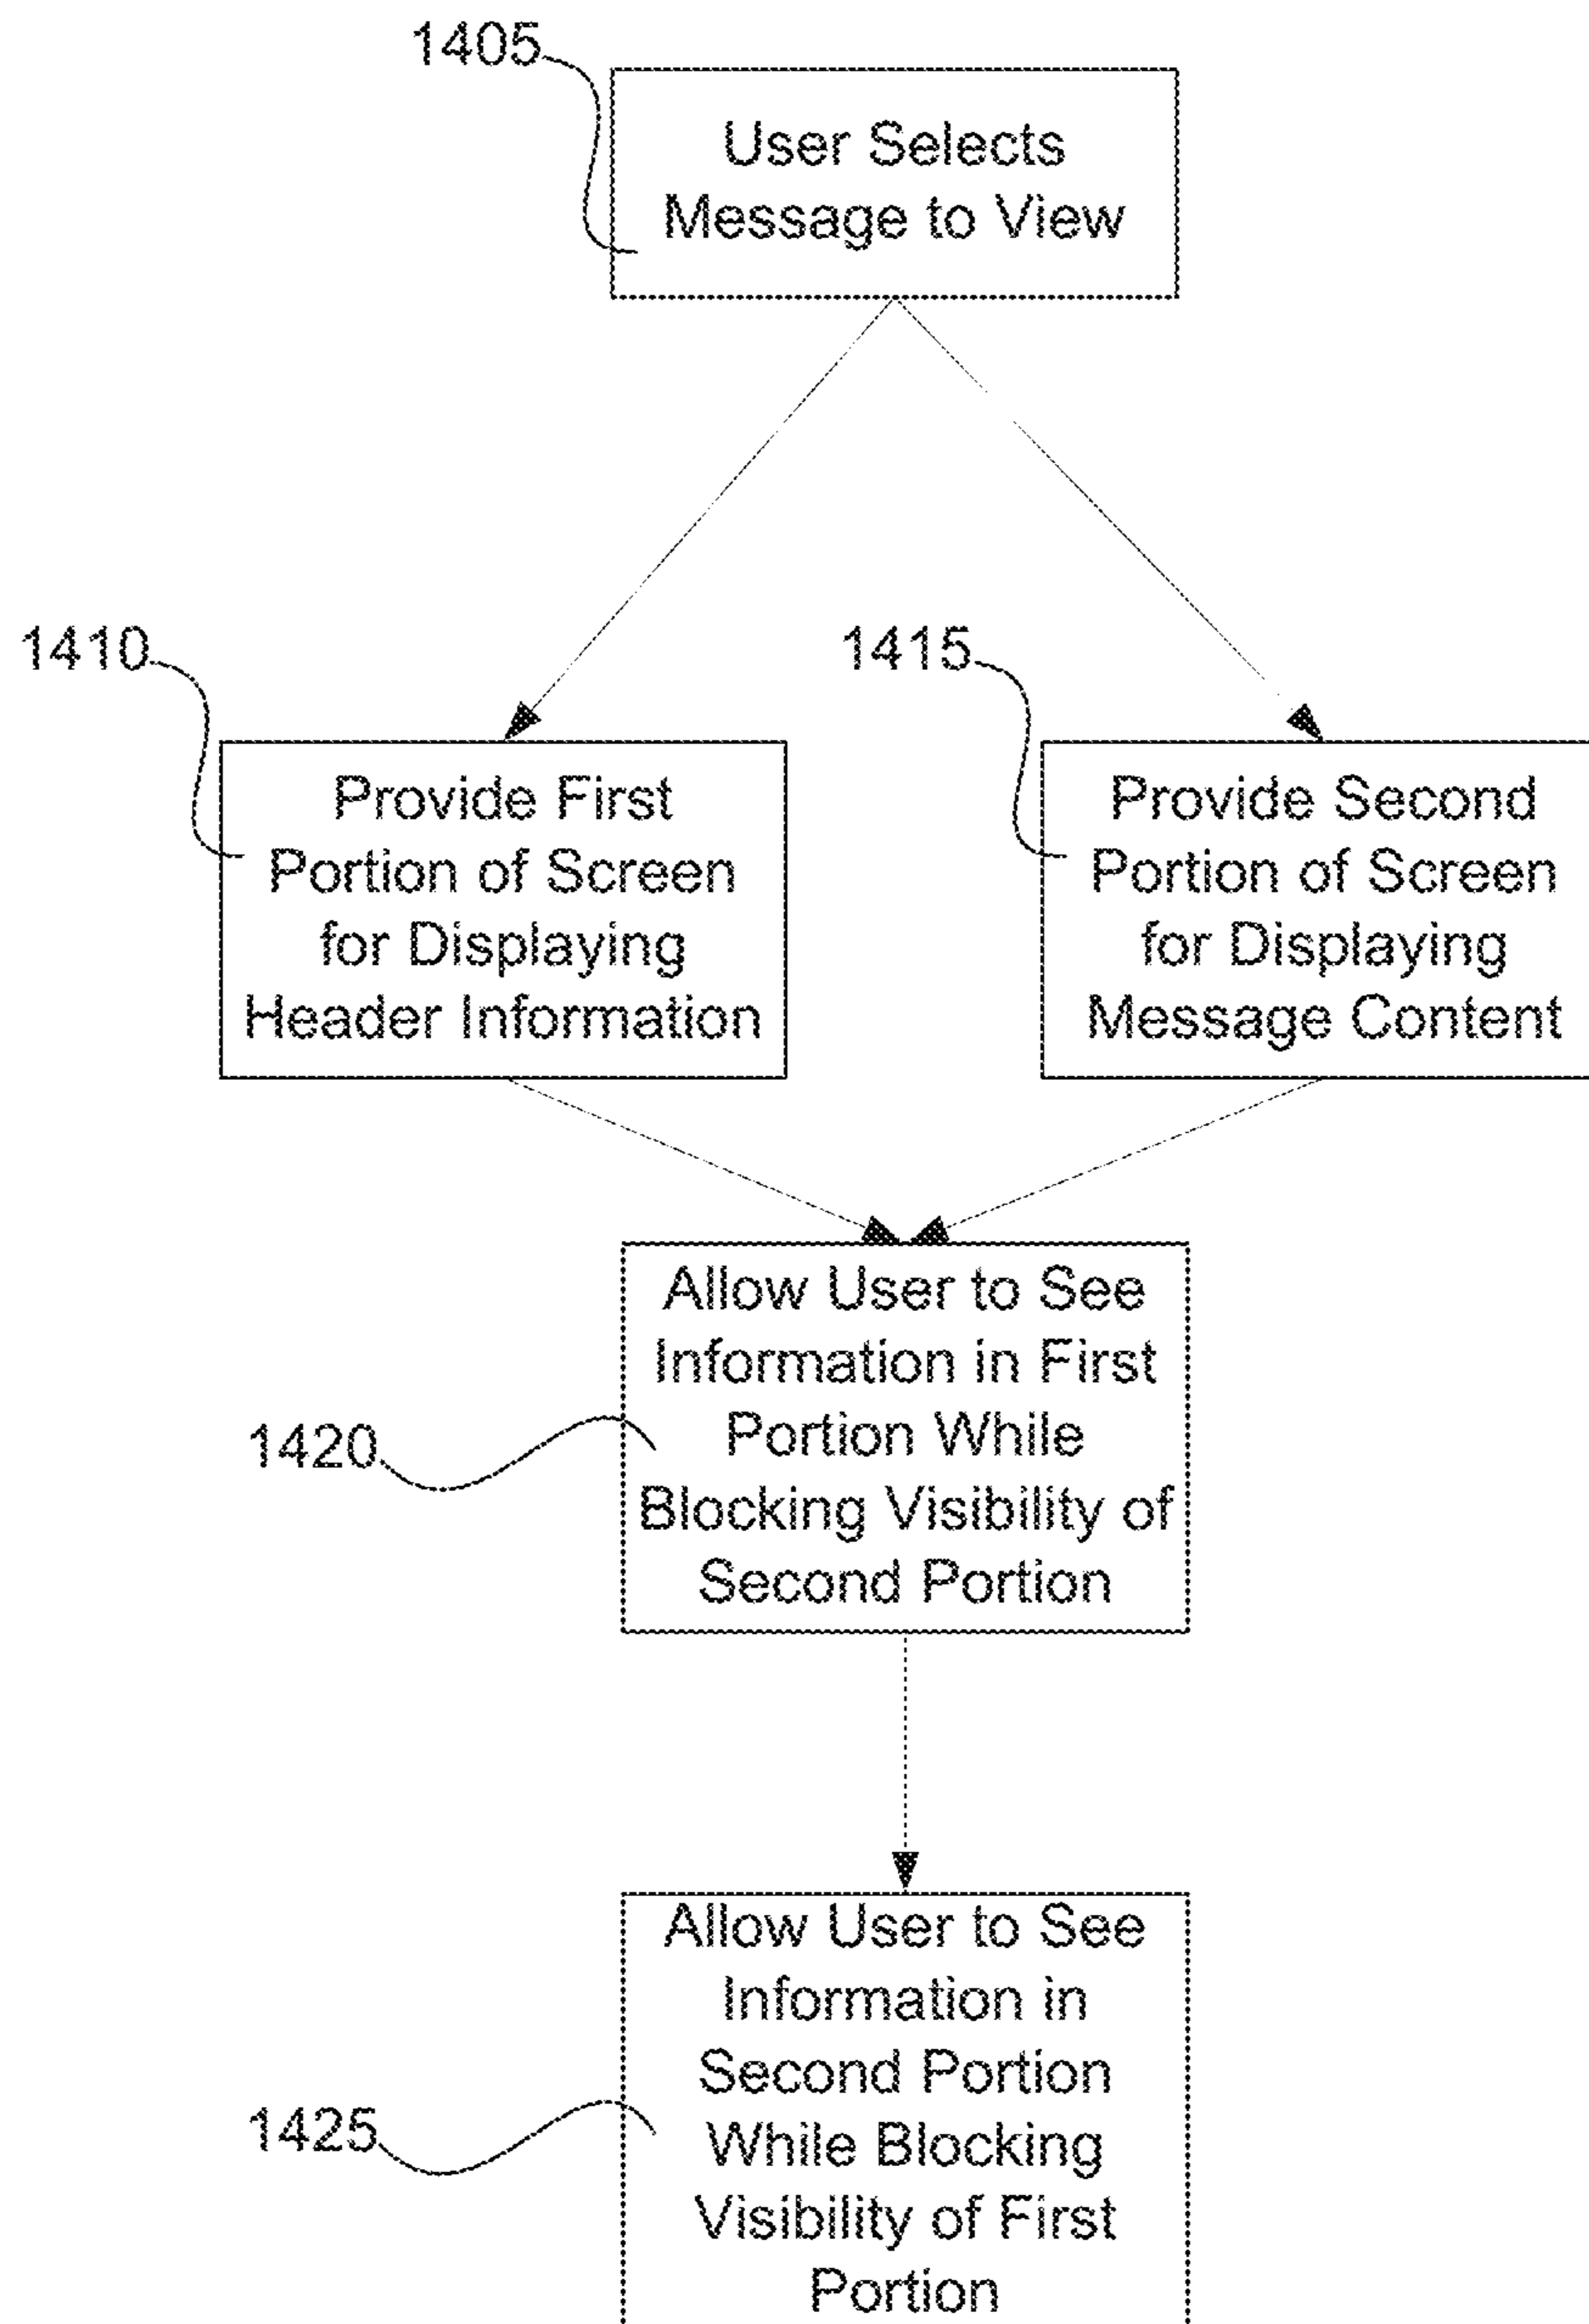 1405
User Selects
Message to View
1410
Provide First
Portion of Screen
for Displaying
Header Information
1415
Provide Second
Portion of Screen
for Displaying
Message Content
1420
Allow User to See
Information in First
Portion While
Blocking Visibility of
Second Portion
1425
Allow User to See
Information in
Second Portion
While Blocking
Visibility of First
Portion